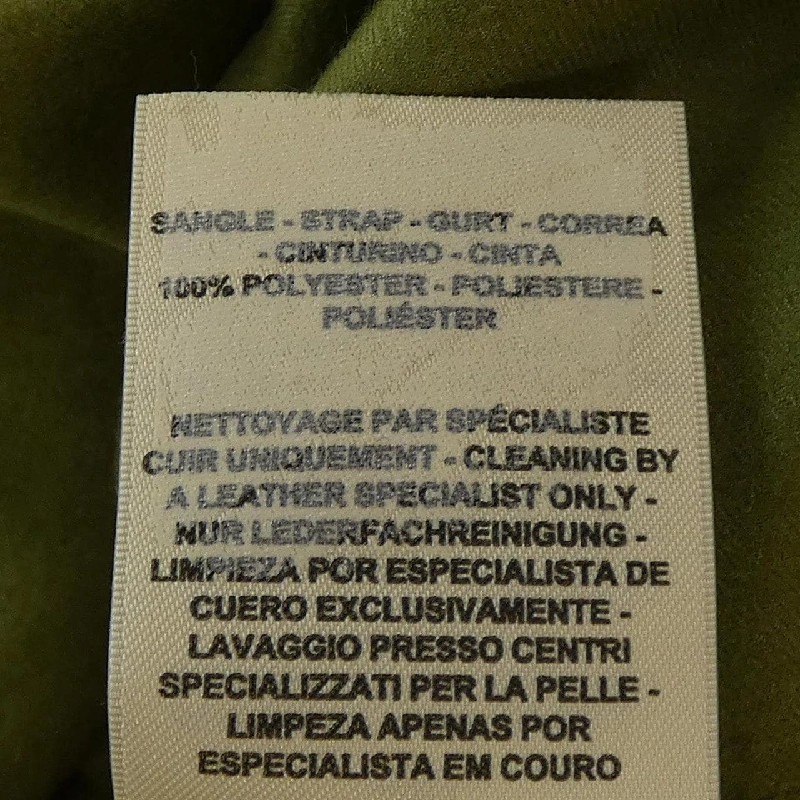 SANGLE - STRAP - GURT - CORREA
- CINTURINO - CINTA
100% POLYESTER - POLIESTERE -
POLIÉSTER
NETTOYAGE PAR SPÉCIALISTE
CUIR UNIQUEMENT - CLEANING BY
A LEATHER SPECIALIST ONLY -
NUR LEDERFACHREINIGUNG -
LIMPIEZA POR ESPECIALISTA DE
CUERO EXCLUSIVAMENTE -
LAVAGGIO PRESSO CENTRI
SPECIALIZZATI PER LA PELLE -
LIMPEZA APENAS POR
ESPECIALISTA EM COURO